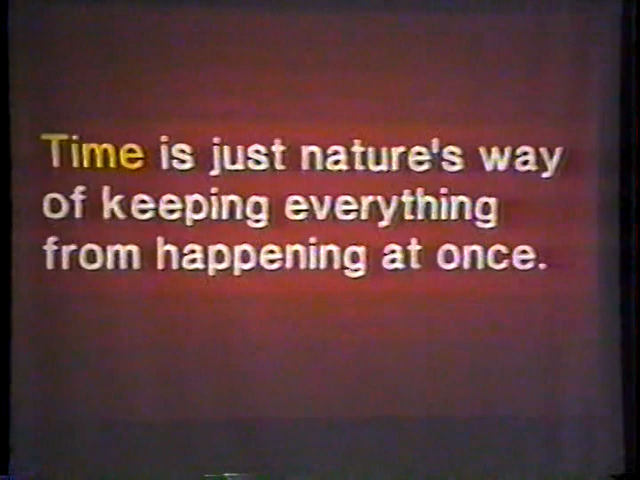 Time is just nature's way
of keeping everything
from happening at once.